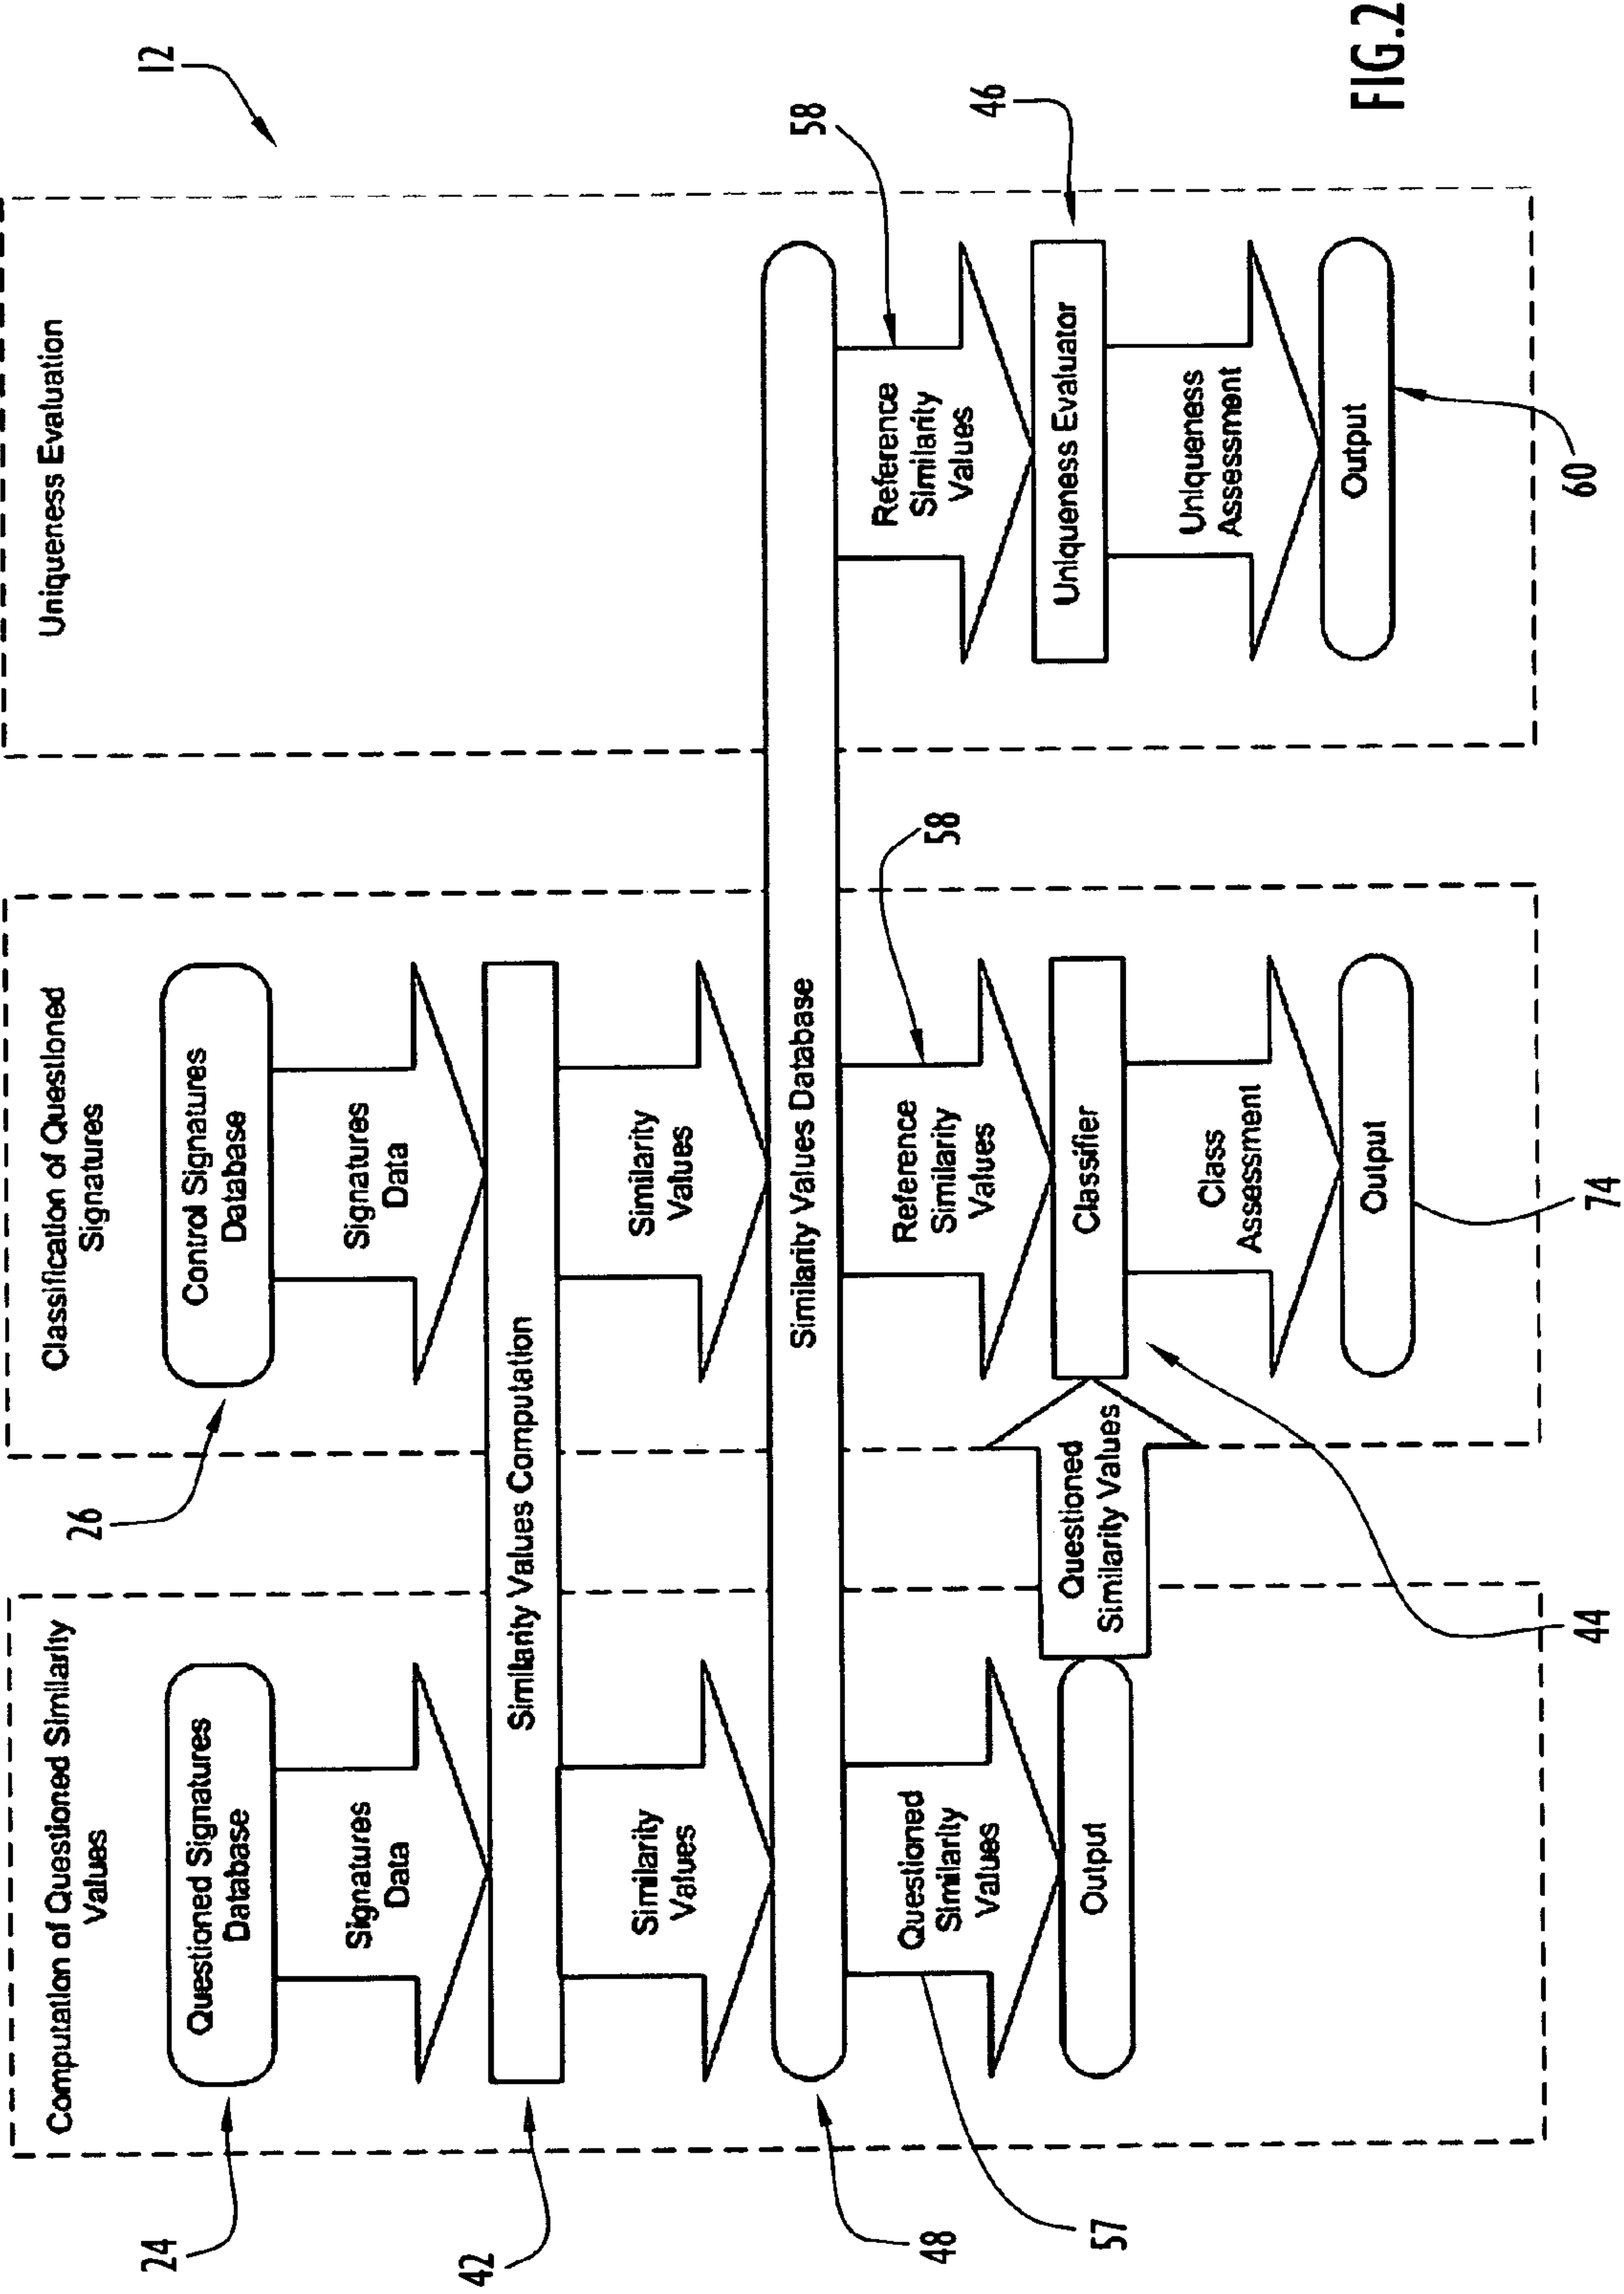 12
Computation of Questioned Similarity
Values
24
Questioned Signatures
Database
Signatures
Data
42
Similarity Values Computation
Similarity
Values
48
Similarity Values Database
57
Questioned
Similarity
Values
Output
Questioned
Similarity Values
Classification of Questioned
Signatures
26
Control Signatures
Database
Signatures
Data
Similarity
Values
58
Reference
Similarity
Values
Classifier
44
Class
Assessment
Output
74
Uniqueness Evaluation
58
Reference
Similarity
Values
46
Uniqueness Evaluator
Uniqueness
Assessment
Output
60
FIG.2